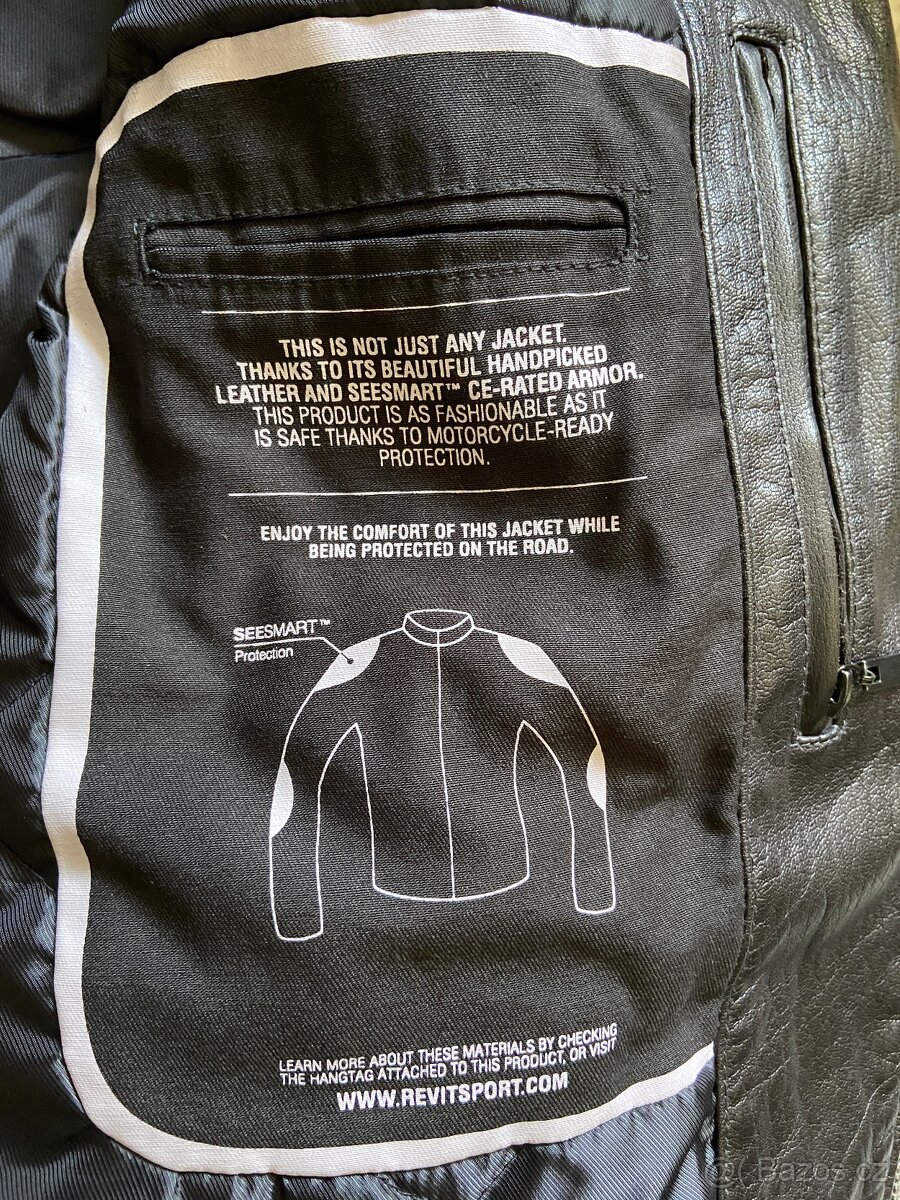 THIS IS NOT JUST ANY JACKET.
THANKS TO ITS BEAUTIFUL HANDPICKED
LEATHER AND SEESMART™ CE-RATED ARMOR.
THIS PRODUCT IS AS FASHIONABLE AS IT
IS SAFE THANKS TO MOTORCYCLE-READY
PROTECTION.
ENJOY THE COMFORT OF THIS JACKET WHILE
BEING PROTECTED ON THE ROAD.
SEESMART™
Protection
LEARN MORE ABOUT THESE MATERIALS BY CHECKING
THE HANGTAG ATTACHED TO THIS PRODUCT, OR VISIT
WWW.REVITSPORT.COM
Bazoš.cz